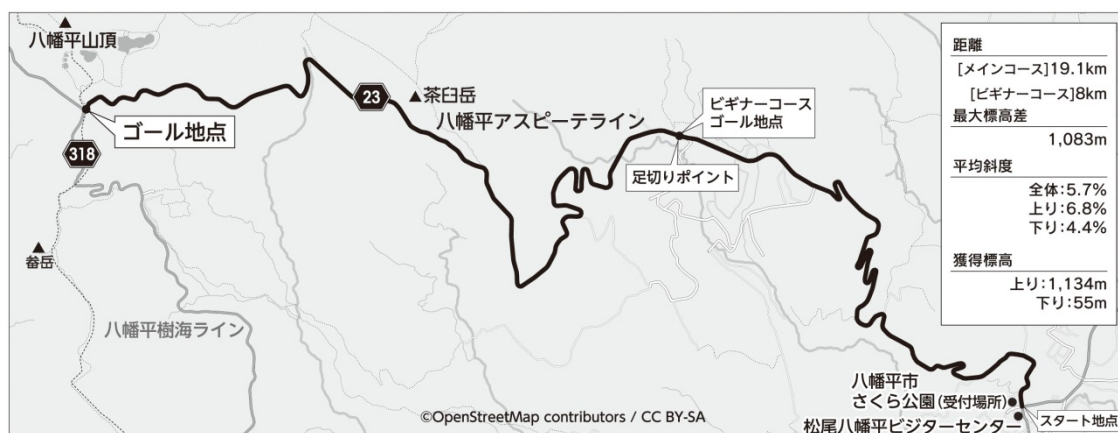 八幡平山頂
ゴール地点
318
畚岳
八幡平樹海ライン
23
茶臼岳
八幡平アスピーテライン
ビギナーコース
ゴール地点
足切りポイント
八幡平市
さくら公園(受付場所)
松尾八幡平ビジターセンター
スタート地点
©OpenStreetMap contributors / CC BY-SA
距離
[メインコース]19.1km
[ビギナーコース]8km
最大標高差
1,083m
平均斜度
全体:5.7%
上り:6.8%
下り:4.4%
獲得標高
上り:1,134m
下り:55m